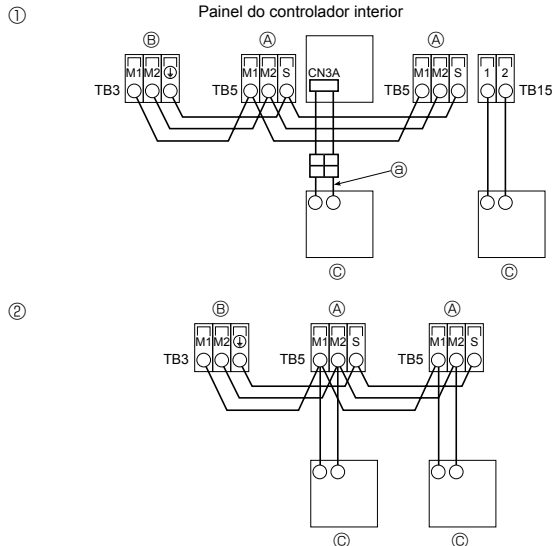 ①
Painel do controlador interior
Ⓑ Ⓐ Ⓐ
M1 M2 ⏚ M1 M2 S CN3A M1 M2 S 1 2
TB3 TB5 TB5 TB15
ⓐ
Ⓒ Ⓒ
②
Ⓑ Ⓐ Ⓐ
M1 M2 ⏚ M1 M2 S M1 M2 S
TB3 TB5 TB5
Ⓒ Ⓒ